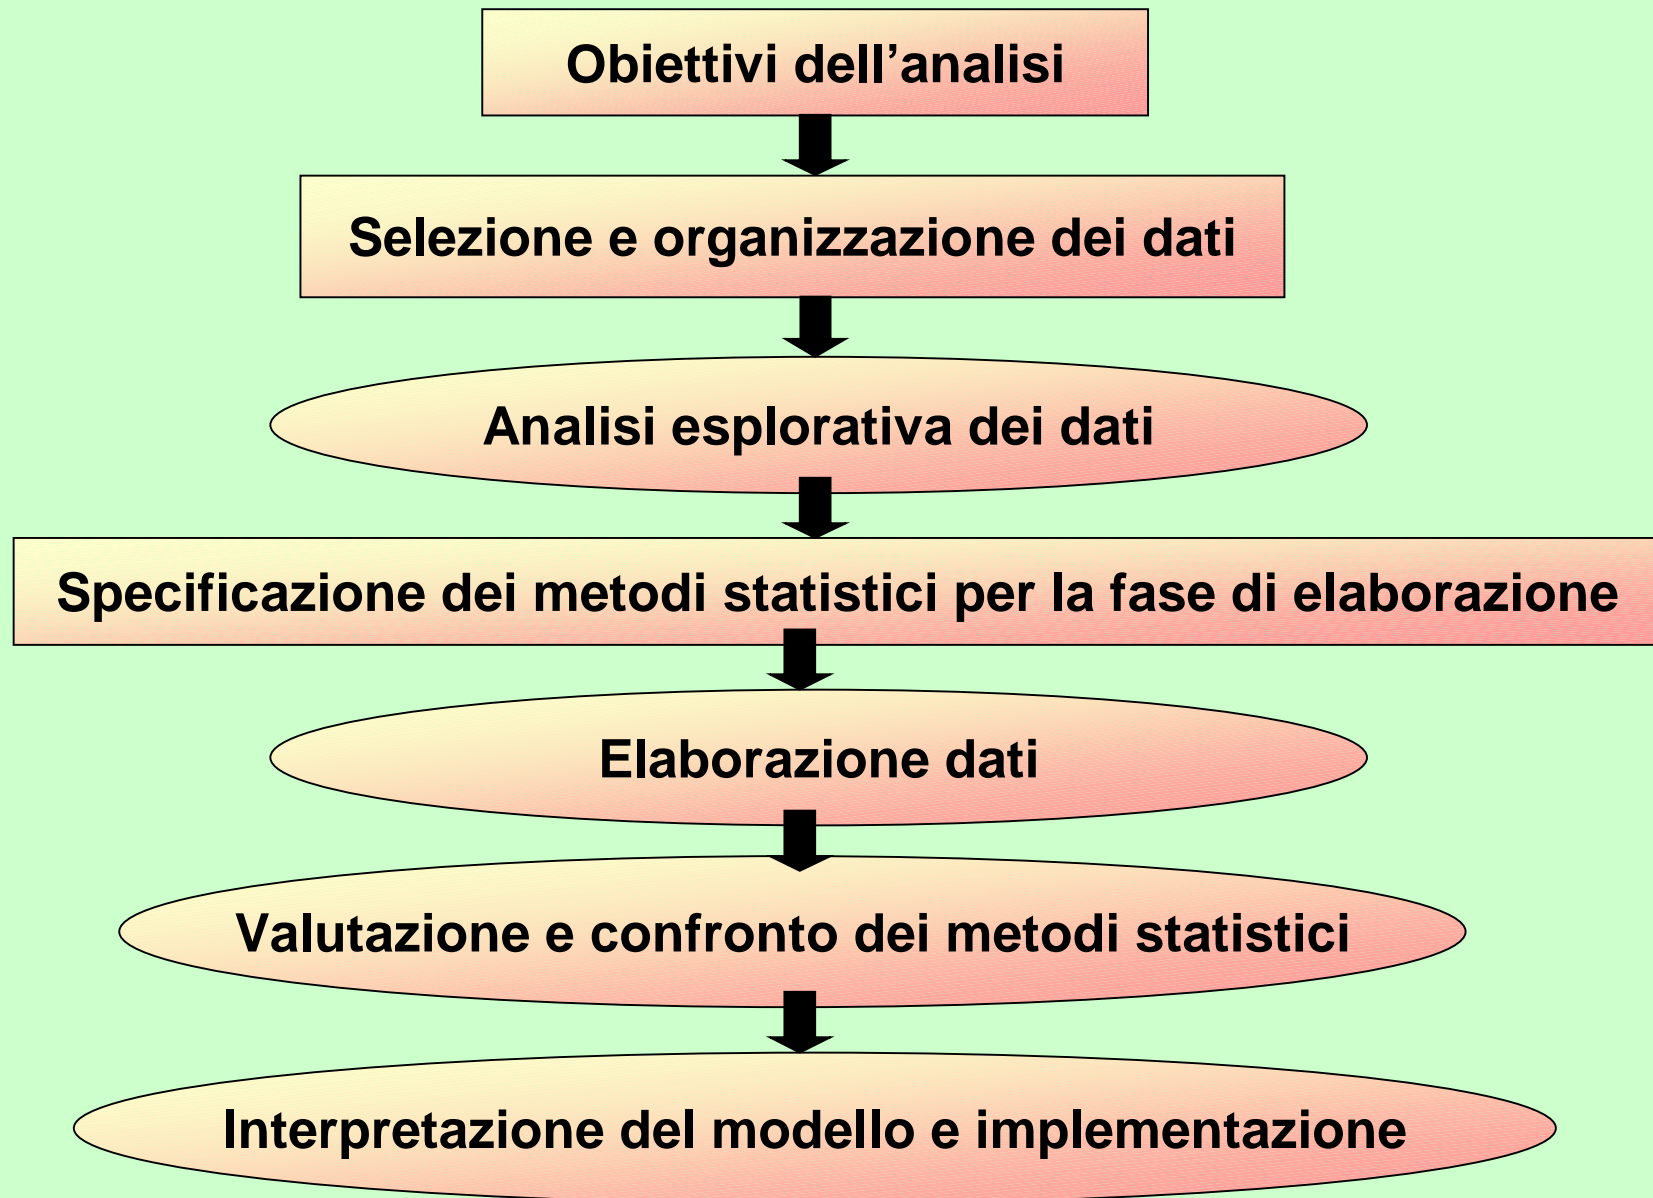 Obiettivi dell’analisi
Selezione e organizzazione dei dati
Analisi esplorativa dei dati
Specificazione dei metodi statistici per la fase di elaborazione
Elaborazione dati
Valutazione e confronto dei metodi statistici
Interpretazione del modello e implementazione